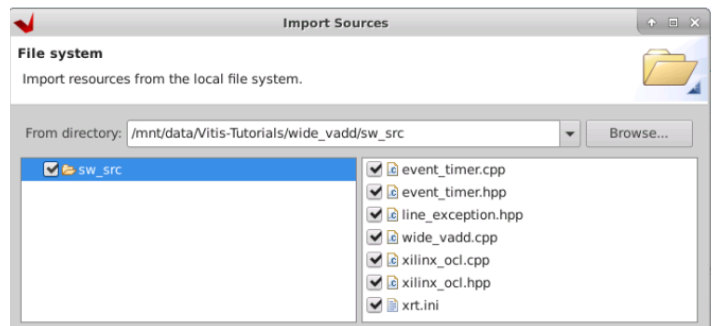 Import Sources
File system
Import resources from the local file system.
From directory: /mnt/data/Vitis-Tutorials/wide_vadd/sw_src Browse...
sw_src
event_timer.cpp
event_timer.hpp
line_exception.hpp
wide_vadd.cpp
xilinx_ocl.cpp
xilinx_ocl.hpp
xrt.ini